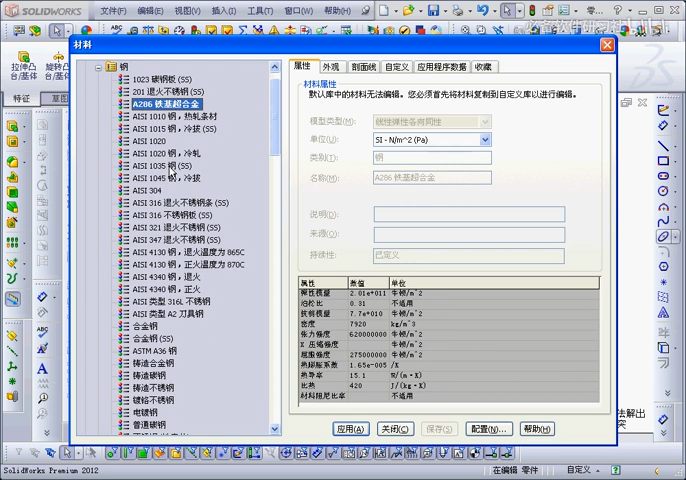 SOLIDWORKS 文件(F) 编辑(E) 视图(V) 插入(I) 工具(T) 窗口(W) 帮助(H)
材料
拉伸凸台/基体
旋转凸台/基体
特征
草图
钢
1023 碳钢板 (SS)
201 退火不锈钢 (SS)
A286 铁基超合金
AISI 1010 钢，热轧条材
AISI 1015 钢，冷拔 (SS)
AISI 1020
AISI 1020 钢，冷轧
AISI 1035 钢 (SS)
AISI 1045 钢，冷拔
AISI 304
AISI 316 退火不锈钢条 (SS)
AISI 316 不锈钢板 (SS)
AISI 321 退火不锈钢 (SS)
AISI 347 退火不锈钢 (SS)
AISI 4130 钢，退火温度为 865C
AISI 4130 钢，正火温度为 870C
AISI 4340 钢，退火
AISI 4340 钢，正火
AISI 类型 316L 不锈钢
AISI 类型 A2 刀具钢
合金钢
合金钢 (SS)
ASTM A36 钢
铸造合金钢
铸造碳钢
铸造不锈钢
镀铬不锈钢
电镀钢
普通碳钢
属性 外观 剖面线 自定义 应用程序数据 收藏
材料属性
默认库中的材料无法编辑。您必须首先将材料复制到自定义库以进行编辑。
模型类型(M): 线性弹性各向同性
单位(U): SI - N/m^2 (Pa)
类别(T): 钢
名称(M): A286 铁基超合金
说明(D):
来源(O):
持续性: 已定义
属性 数值 单位
弹性模量 2.01e+011 牛顿/m^2
泊松比 0.31 不适用
抗剪模量 7.7e+010 牛顿/m^2
密度 7920 kg/m^3
张力强度 620000000 牛顿/m^2
X 压缩强度 牛顿/m^2
屈服强度 275000000 牛顿/m^2
热膨胀系数 1.65e-005 /K
热导率 15.1 W/(m·K)
比热 420 J/(kg·K)
材料阻尼比率 不适用
应用(A) 关闭(C) 保存(S) 配置(N)... 帮助(H)
法解出
突
SolidWorks Premium 2012 在编辑 零件 自定义